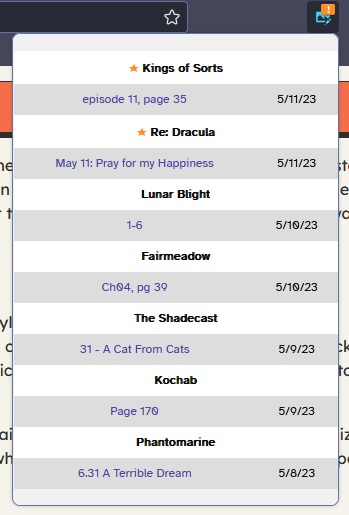 1
★ Kings of Sorts
episode 11, page 35 5/11/23
★ Re: Dracula
May 11: Pray for my Happiness 5/11/23
Lunar Blight
1-6 5/10/23
Fairmeadow
Ch04, pg 39 5/10/23
The Shadecast
31 - A Cat From Cats 5/9/23
Kochab
Page 170 5/9/23
Phantomarine
6.31 A Terrible Dream 5/8/23